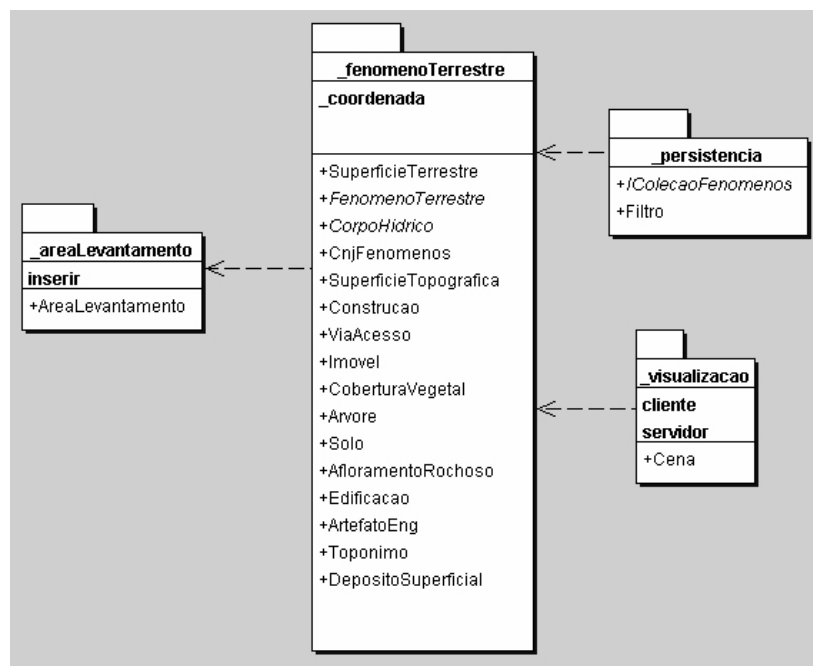 _fenomenoTerrestre
_coordenada
+SuperficieTerrestre
+FenomenoTerrestre
+CorpoHidrico
+CnjFenomenos
+SuperficieTopografica
+Construcao
+ViaAcesso
+Imovel
+CoberturaVegetal
+Arvore
+Solo
+AfloramentoRochoso
+Edificacao
+ArtefatoEng
+Toponimo
+DepositoSuperficial
_areaLevantamento
inserir
+AreaLevantamento
_persistencia
+IColecaoFenomenos
+Filtro
_visualizacao
cliente
servidor
+Cena